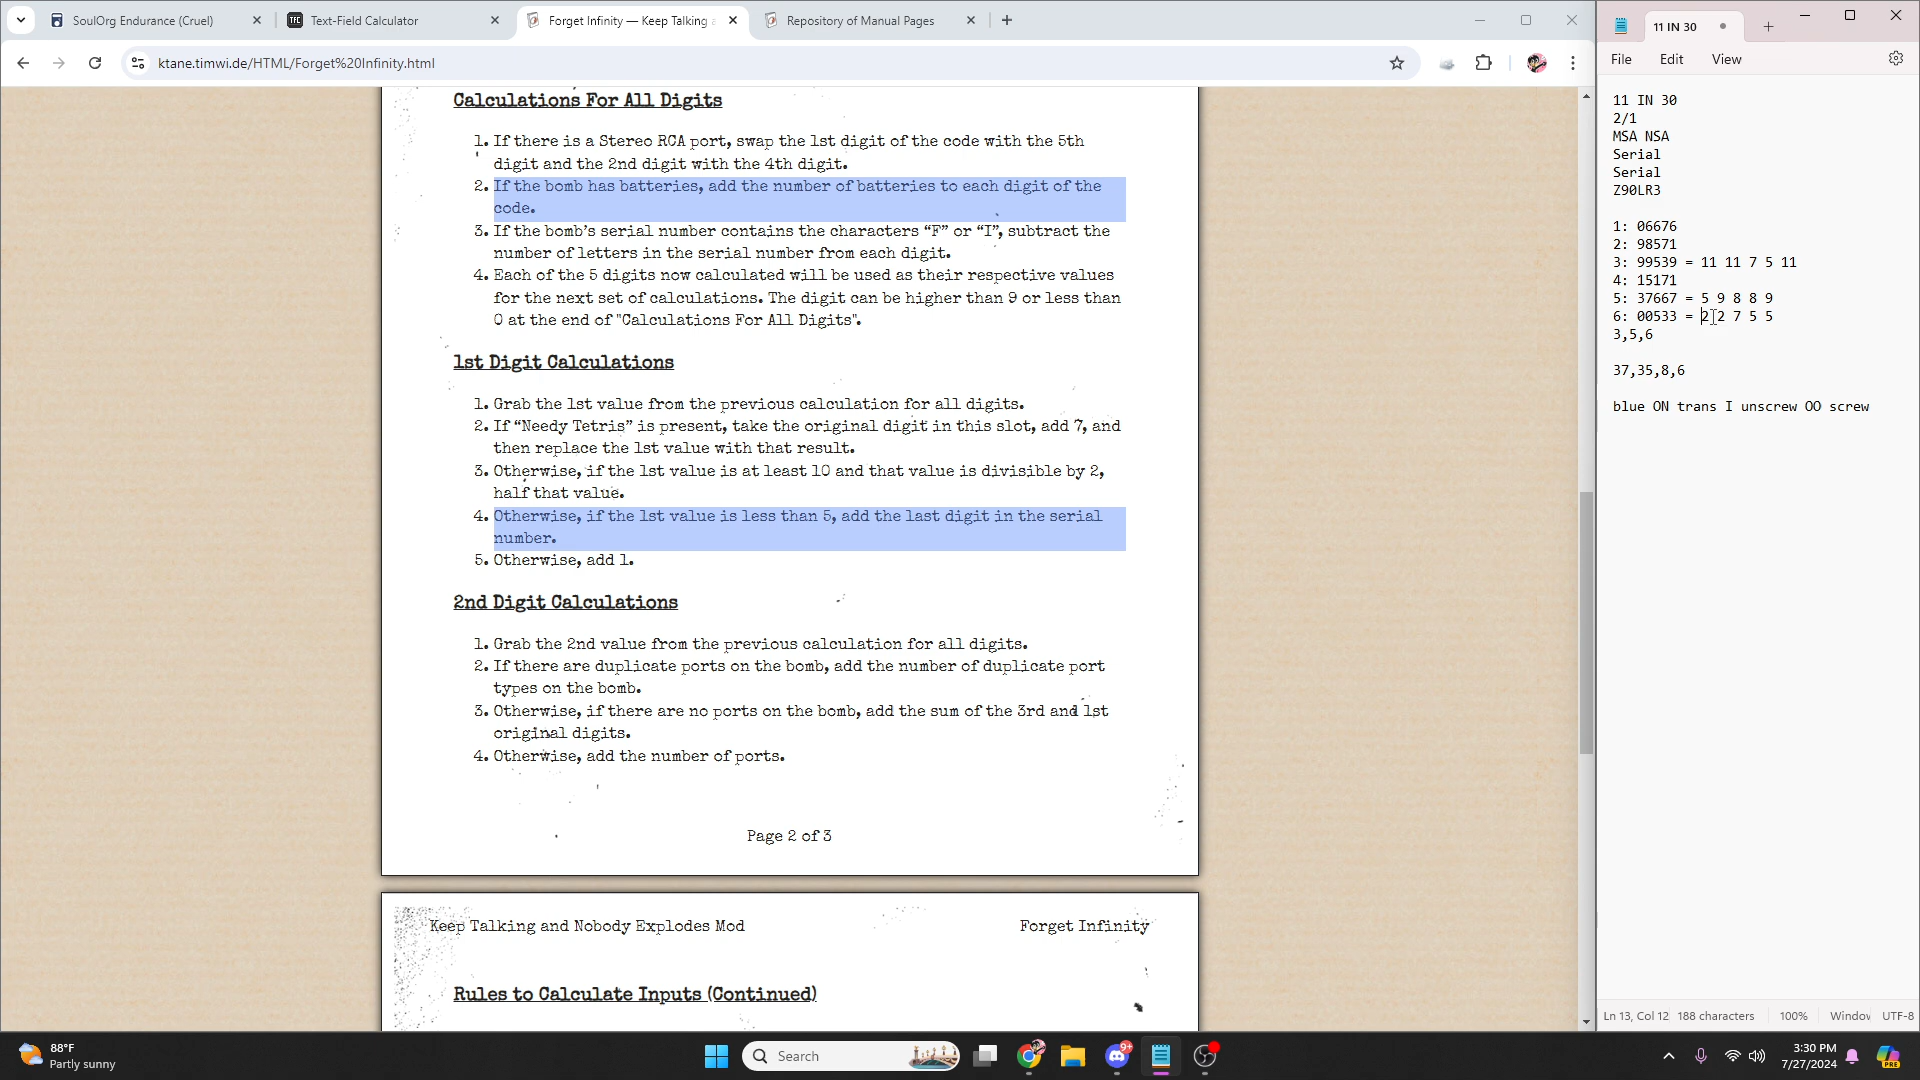 SoulOrg Endurance (Cruel)
TFC Text-Field Calculator
Forget Infinity — Keep Talking a
Repository of Manual Pages
ktane.timwi.de/HTML/Forget%20Infinity.html
Calculations For All Digits
1. If there is a Stereo RCA port, swap the 1st digit of the code with the 5th
digit and the 2nd digit with the 4th digit.
2. If the bomb has batteries, add the number of batteries to each digit of the
code.
3. If the bomb's serial number contains the characters “F” or “I”, subtract the
number of letters in the serial number from each digit.
4. Each of the 5 digits now calculated will be used as their respective values
for the next set of calculations. The digit can be higher than 9 or less than
0 at the end of "Calculations For All Digits".
1st Digit Calculations
1. Grab the 1st value from the previous calculation for all digits.
2. If “Needy Tetris” is present, take the original digit in this slot, add 7, and
then replace the 1st value with that result.
3. Otherwise, if the 1st value is at least 10 and that value is divisible by 2,
half that value.
4. Otherwise, if the 1st value is less than 5, add the last digit in the serial
number.
5. Otherwise, add 1.
2nd Digit Calculations
1. Grab the 2nd value from the previous calculation for all digits.
2. If there are duplicate ports on the bomb, add the number of duplicate port
types on the bomb.
3. Otherwise, if there are no ports on the bomb, add the sum of the 3rd and 1st
original digits.
4. Otherwise, add the number of ports.
Page 2 of 3
Keep Talking and Nobody Explodes Mod
Forget Infinity
Rules to Calculate Inputs (Continued)
11 IN 30
File Edit View
11 IN 30
2/1
MSA NSA
Serial
Serial
Z90LR3
1: 06676
2: 98571
3: 99539 = 11 11 7 5 11
4: 15171
5: 37667 = 5 9 8 8 9
6: 00533 = 2 2 7 5 5
3,5,6
37,35,8,6
blue ON trans I unscrew OO screw
Ln 13, Col 12 188 characters 100% Windov UTF-8
88°F
Partly sunny
Search
9+
3:30 PM
7/27/2024
PRE